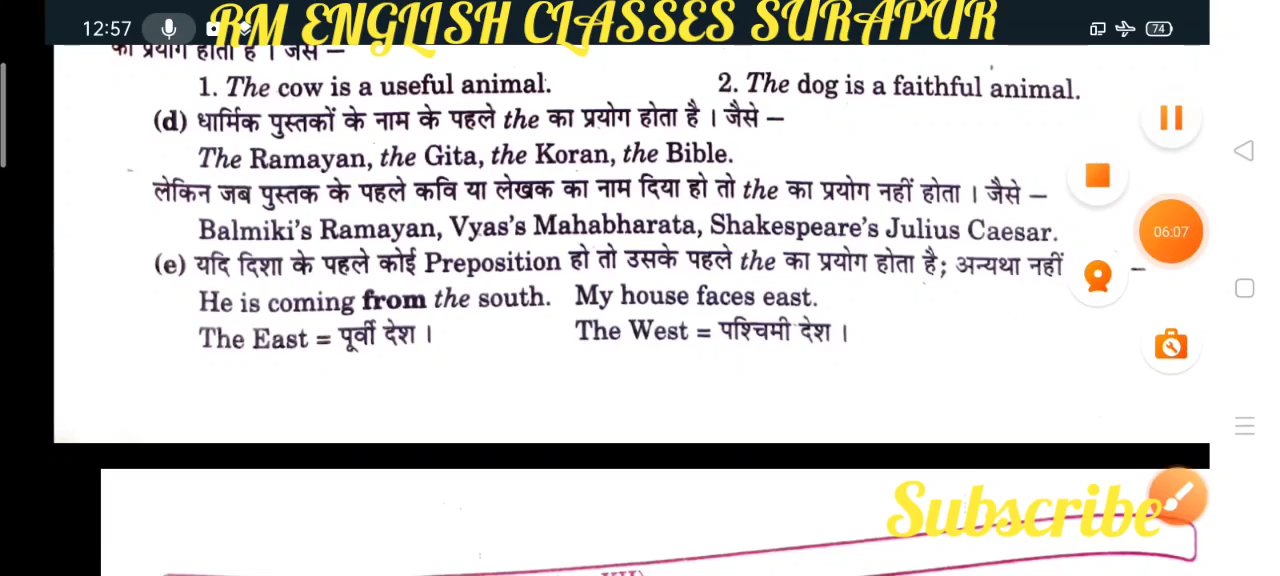 RM ENGLISH CLASSES SURAPUR
12:57
74
का प्रयोग होता है । जैसे –
1. The cow is a useful animal. 2. The dog is a faithful animal.
(d) धार्मिक पुस्तकों के नाम के पहले the का प्रयोग होता है । जैसे –
The Ramayan, the Gita, the Koran, the Bible.
लेकिन जब पुस्तक के पहले कवि या लेखक का नाम दिया हो तो the का प्रयोग नहीं होता । जैसे –
Balmiki's Ramayan, Vyas's Mahabharata, Shakespeare's Julius Caesar.
06:07
(e) यदि दिशा के पहले कोई Preposition हो तो उसके पहले the का प्रयोग होता है; अन्यथा नहीं –
He is coming from the south. My house faces east.
The East = पूर्वी देश । The West = पश्चिमी देश ।
Subscribe